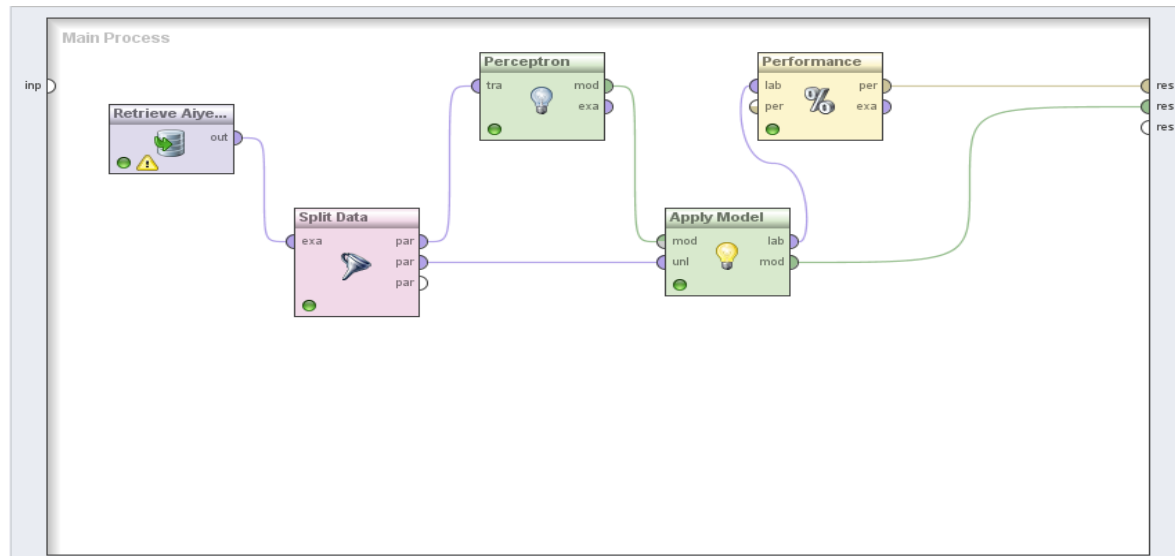 Main Process
inp
Retrieve Aiye...
out
Split Data
exa
par
par
par
Perceptron
tra
mod
exa
Apply Model
mod
lab
unl
mod
Performance
lab
per
per
exa
%
res
res
res